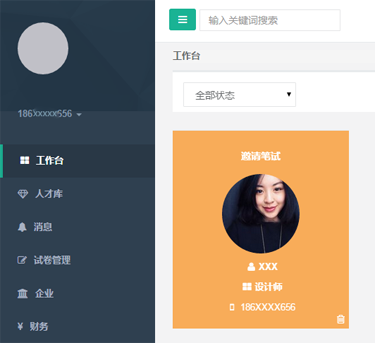 186xxxxx656
工作台
人才库
消息
试卷管理
企业
财务
输入关键词搜索
工作台
全部状态
邀请笔试
XXX
设计师
186XXXX656